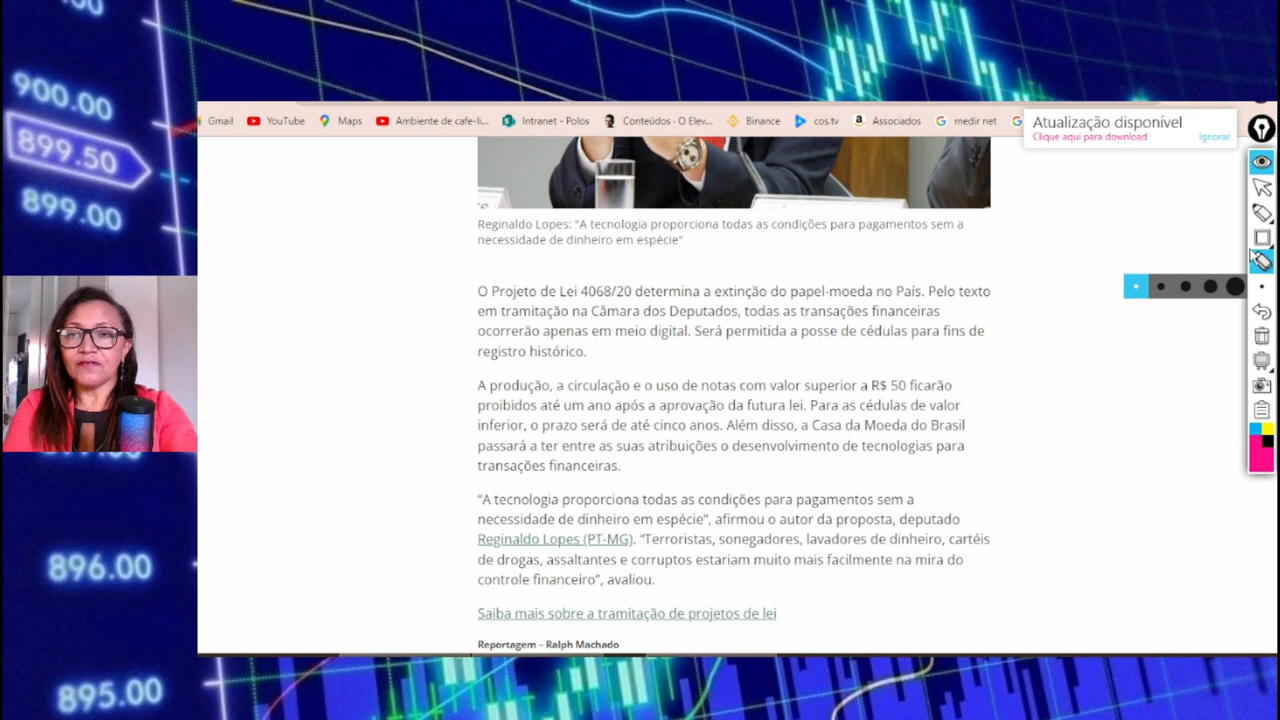 900.00
899.50
899.00
896.00
895.00
Gmail YouTube Maps Ambiente de cafe-li... Intranet - Polos Conteúdos - O Elev... Binance cos.tv Associados medir net
Atualização disponível
Clique aqui para download Ignorar
Reginaldo Lopes: "A tecnologia proporciona todas as condições para pagamentos sem a
necessidade de dinheiro em espécie"
O Projeto de Lei 4068/20 determina a extinção do papel-moeda no País. Pelo texto
em tramitação na Câmara dos Deputados, todas as transações financeiras
ocorrerão apenas em meio digital. Será permitida a posse de cédulas para fins de
registro histórico.
A produção, a circulação e o uso de notas com valor superior a R$ 50 ficarão
proibidos até um ano após a aprovação da futura lei. Para as cédulas de valor
inferior, o prazo será de até cinco anos. Além disso, a Casa da Moeda do Brasil
passará a ter entre as suas atribuições o desenvolvimento de tecnologias para
transações financeiras.
“A tecnologia proporciona todas as condições para pagamentos sem a
necessidade de dinheiro em espécie”, afirmou o autor da proposta, deputado
Reginaldo Lopes (PT-MG). “Terroristas, sonegadores, lavadores de dinheiro, cartéis
de drogas, assaltantes e corruptos estariam muito mais facilmente na mira do
controle financeiro”, avaliou.
Saiba mais sobre a tramitação de projetos de lei
Reportagem – Ralph Machado